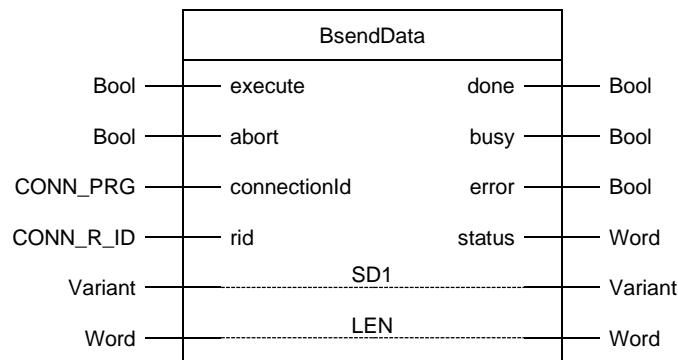 BsendData
Bool execute done Bool
Bool abort busy Bool
CONN_PRG connectionId error Bool
CONN_R_ID rid status Word
Variant SD1 Variant
Word LEN Word